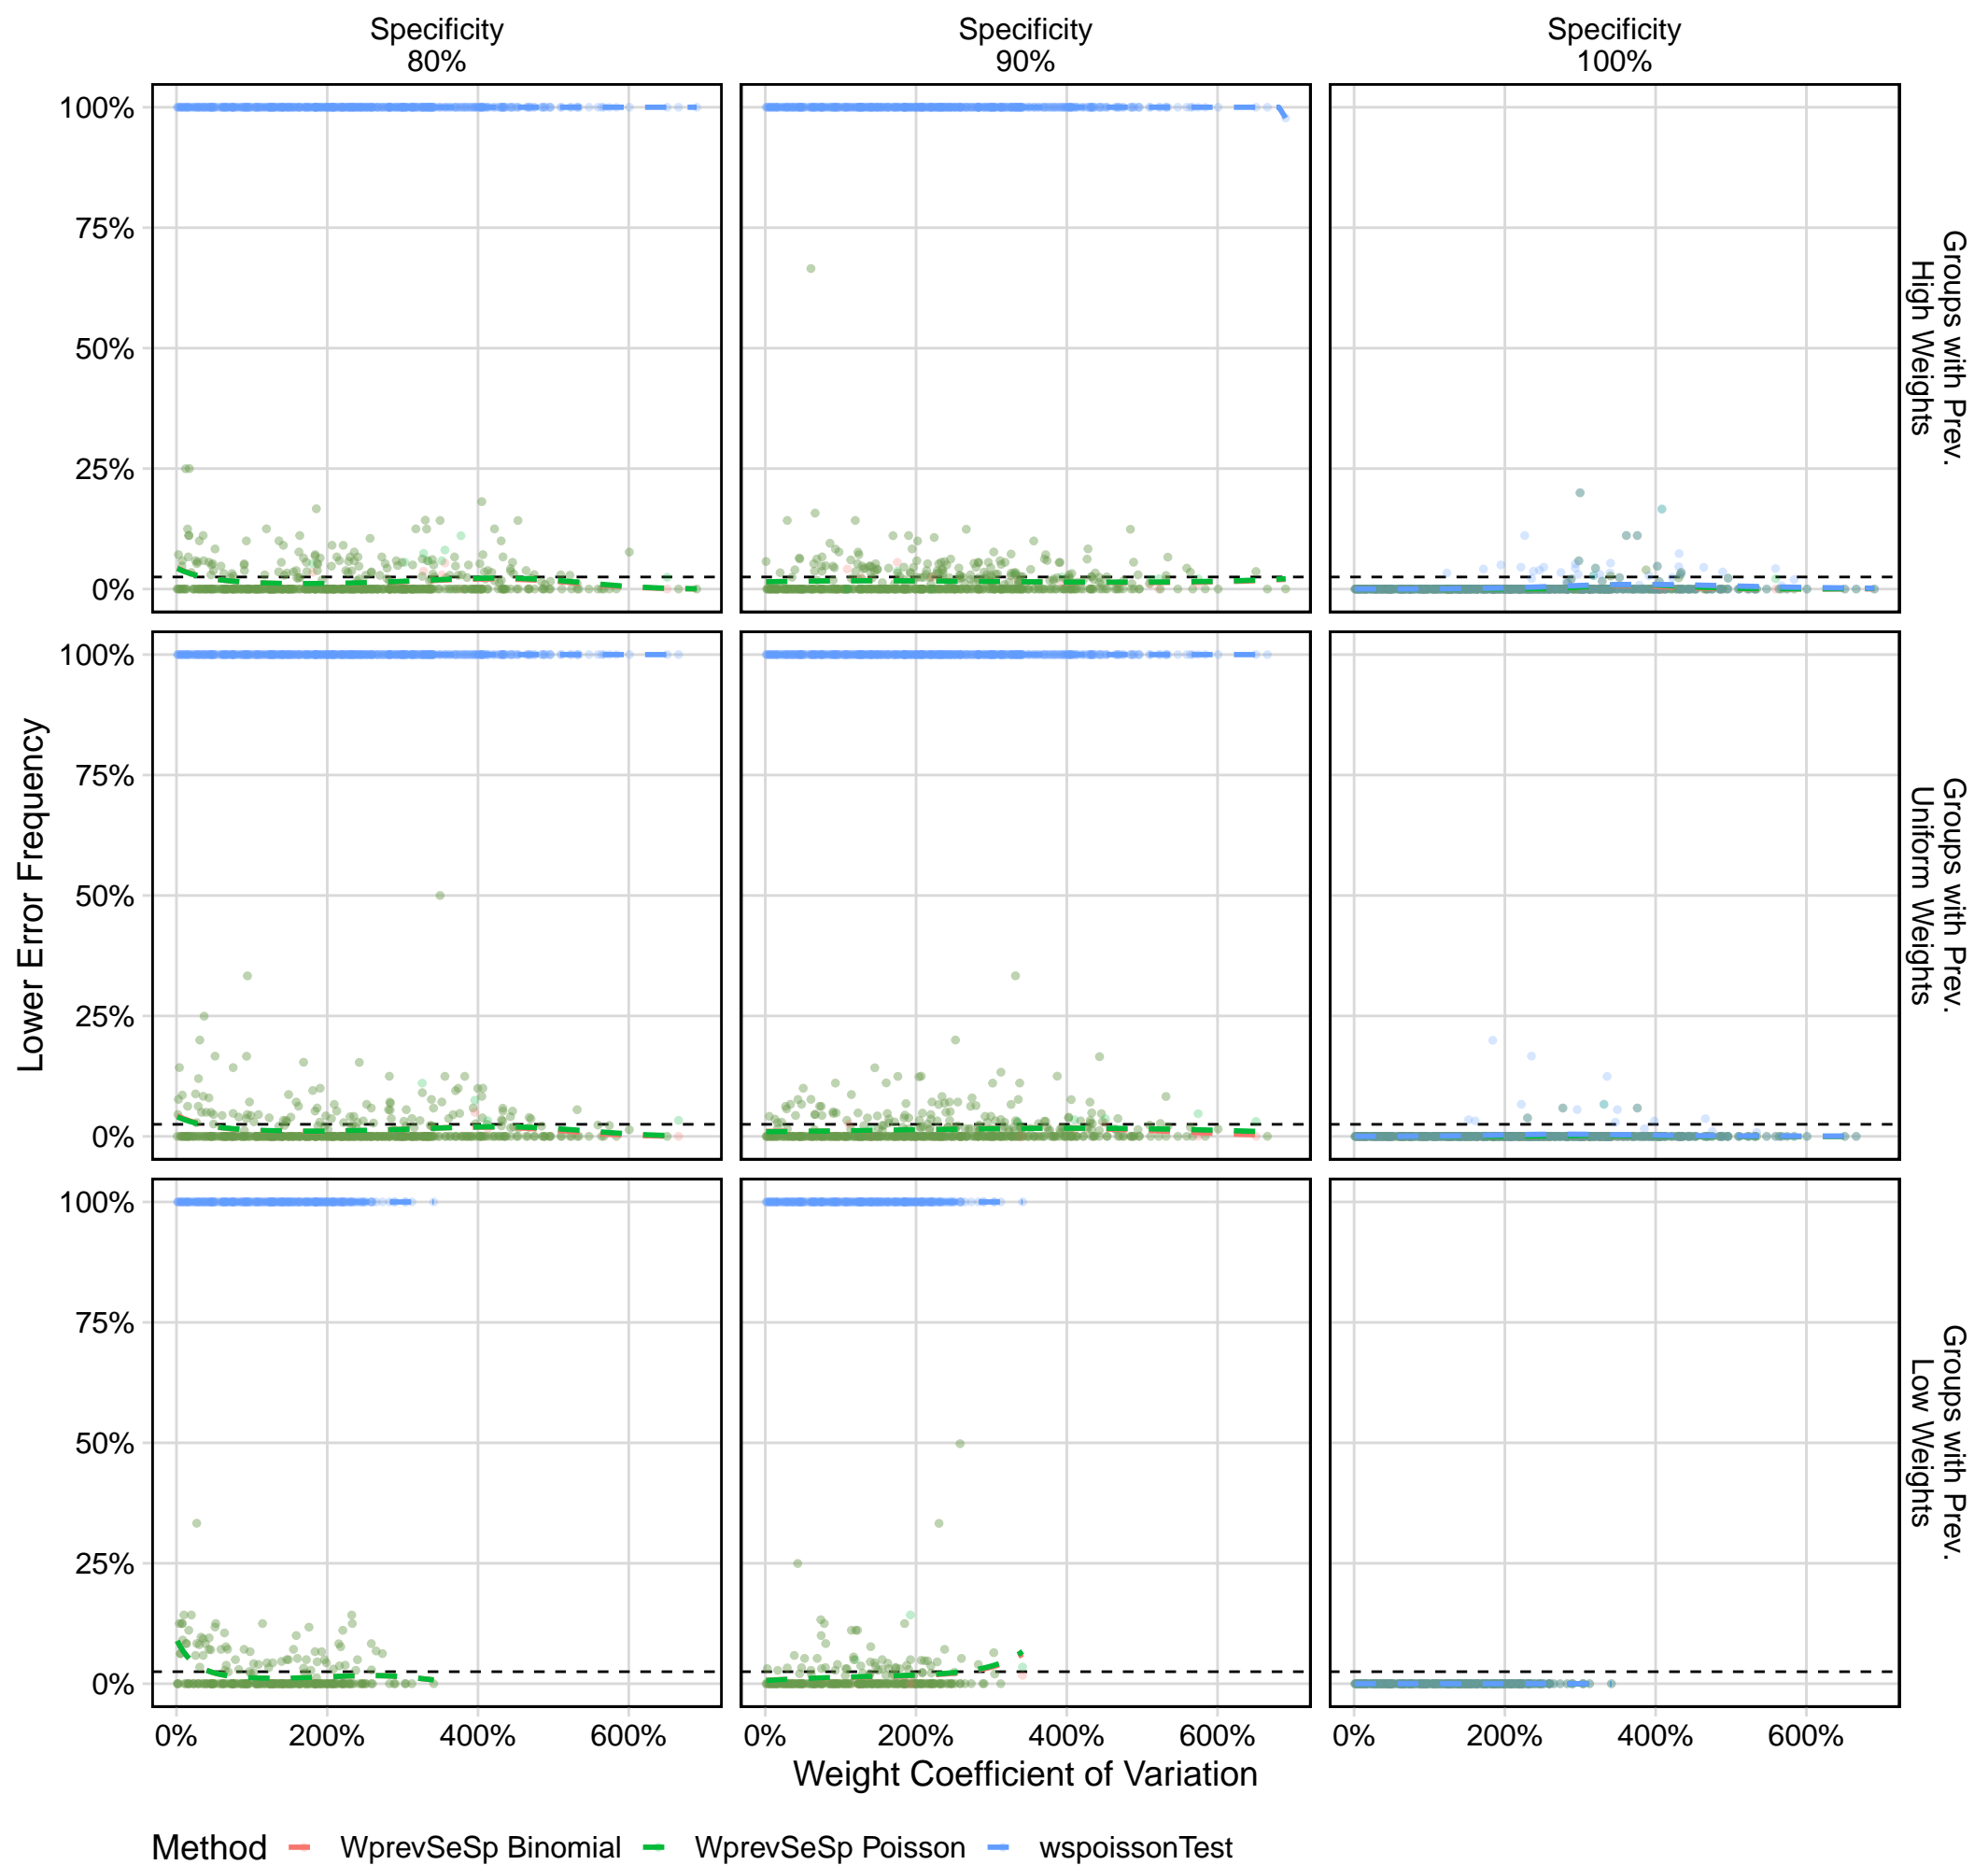 Specificity
80%
Specificity
90%
Specificity
100%
100%
75%
50%
25%
0%
Groups with Prev.
High Weights
100%
75%
50%
25%
0%
Groups with Prev.
Uniform Weights
100%
75%
50%
25%
0%
Groups with Prev.
Low Weights
Lower Error Frequency
0% 200% 400% 600%
0% 200% 400% 600%
0% 200% 400% 600%
Weight Coefficient of Variation
Method WprevSeSp Binomial WprevSeSp Poisson wspoissonTest